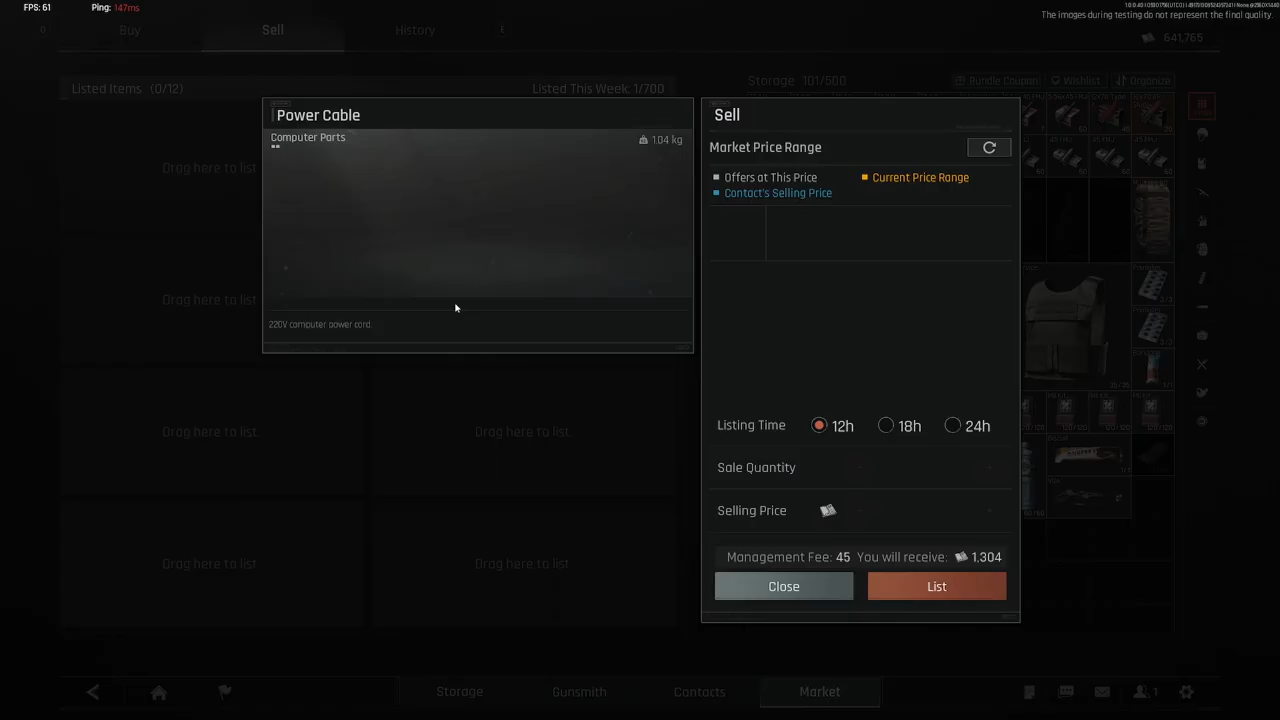 FPS: 61
Ping: 147ms
The images during testing do not represent the final quality.
Buy
Sell
History
E
641,765
Listed Items (0/12)
Listed This Week: 1/700
Storage 101/500
Bundle Coupon
Wishlist
Organize
Power Cable
Computer Parts
1.04 kg
220V computer power cord.
Sell
Market Price Range
Offers at This Price
Current Price Range
Contact's Selling Price
Listing Time
12h
18h
24h
Sale Quantity
Selling Price
Management Fee: 45 You will receive: 1,304
Close
List
Drag here to list
Drag here to list
Drag here to list.
Drag here to list.
Drag here to list
Drag here to list
Storage
Gunsmith
Contacts
Market
1